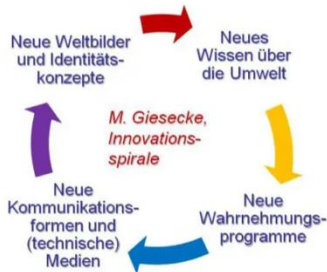 Neue Weltbilder
und Identitäts-
konzepte
Neues
Wissen über
die Umwelt
M. Giesecke,
Innovations-
spirale
Neue
Kommunikations-
formen und
(technische)
Medien
Neue
Wahrnehmungs-
programme